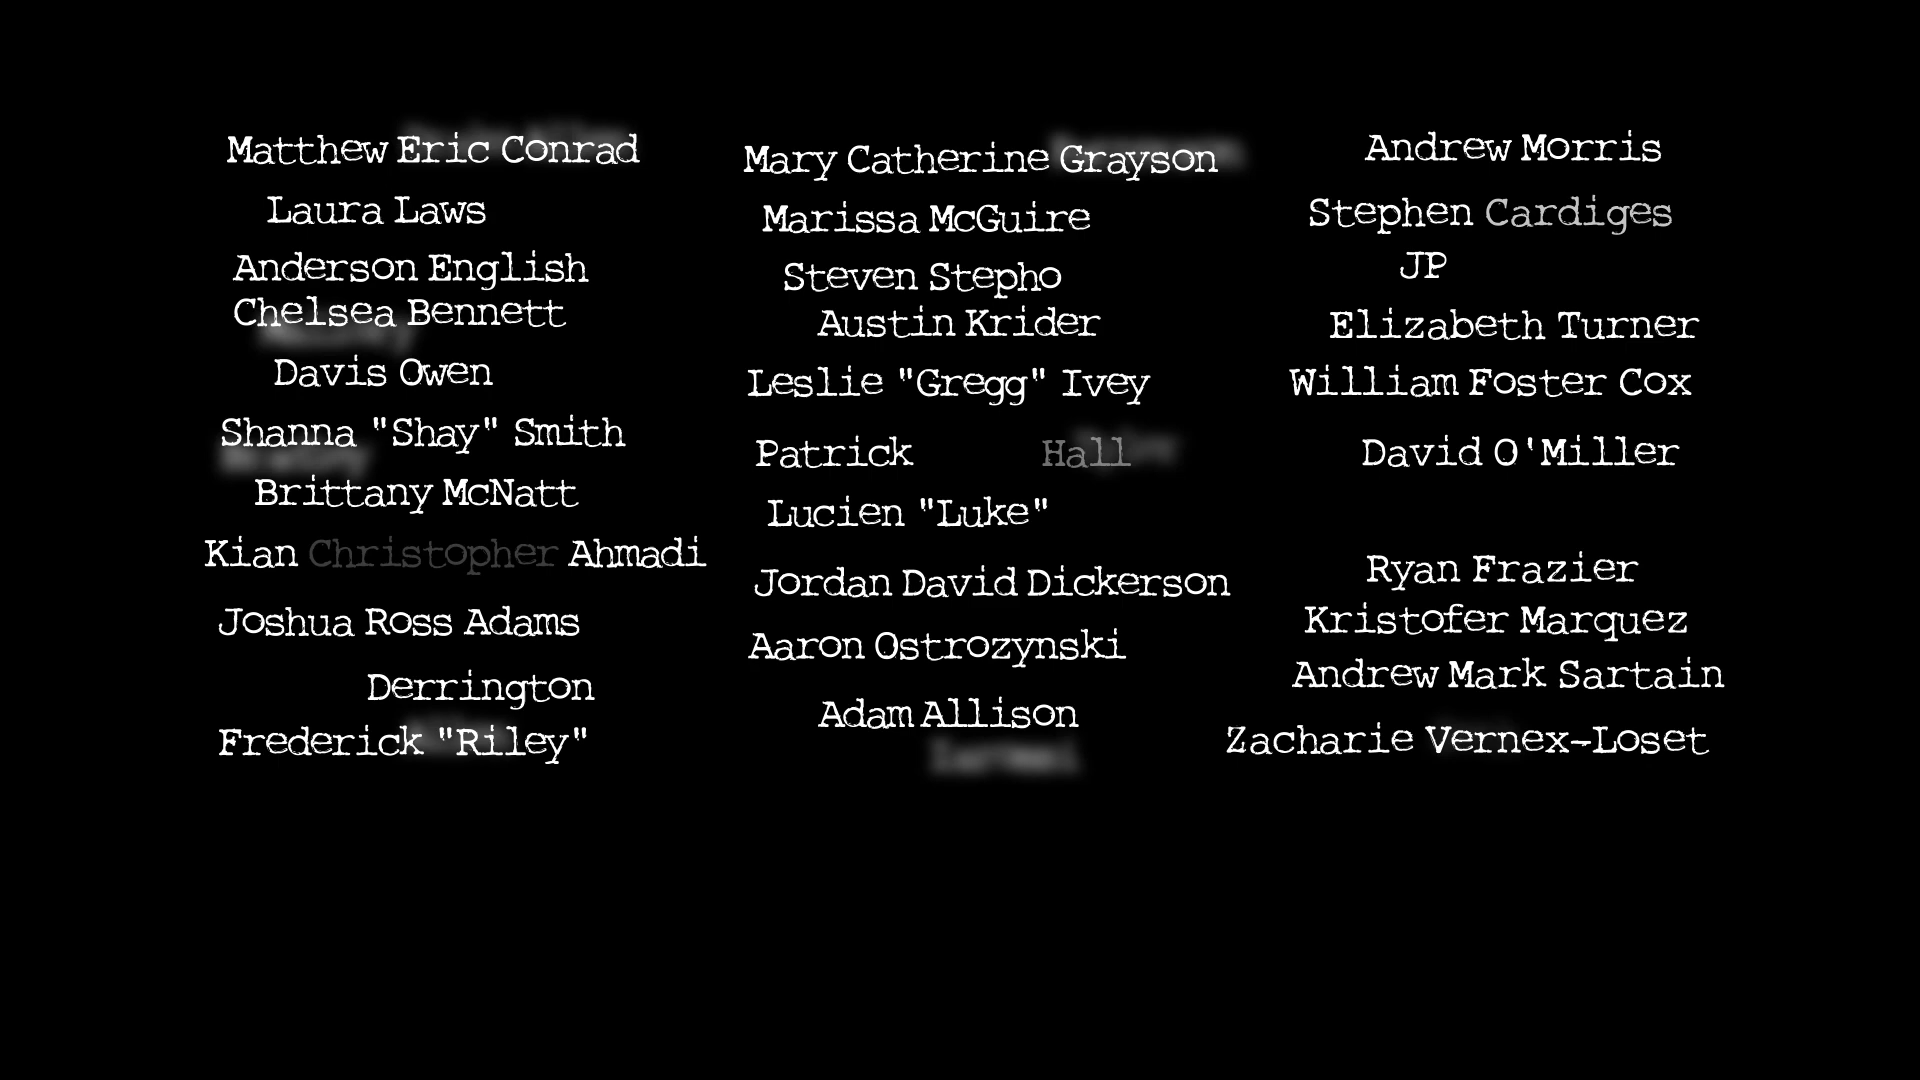 Matthew Eric Conrad
Laura Laws
Anderson English
Chelsea Bennett
Davis Owen
Shanna "Shay" Smith
Brittany McNatt
Kian Christopher Ahmadi
Joshua Ross Adams
Derrington
Frederick "Riley"
Mary Catherine Grayson
Marissa McGuire
Steven Stepho
Austin Krider
Leslie "Gregg" Ivey
Patrick Hall
Lucien "Luke"
Jordan David Dickerson
Aaron Ostrozynski
Adam Allison
Andrew Morris
Stephen Cardiges
JP
Elizabeth Turner
William Foster Cox
David O'Miller
Ryan Frazier
Kristofer Marquez
Andrew Mark Sartain
Zacharie Vernex-Loset